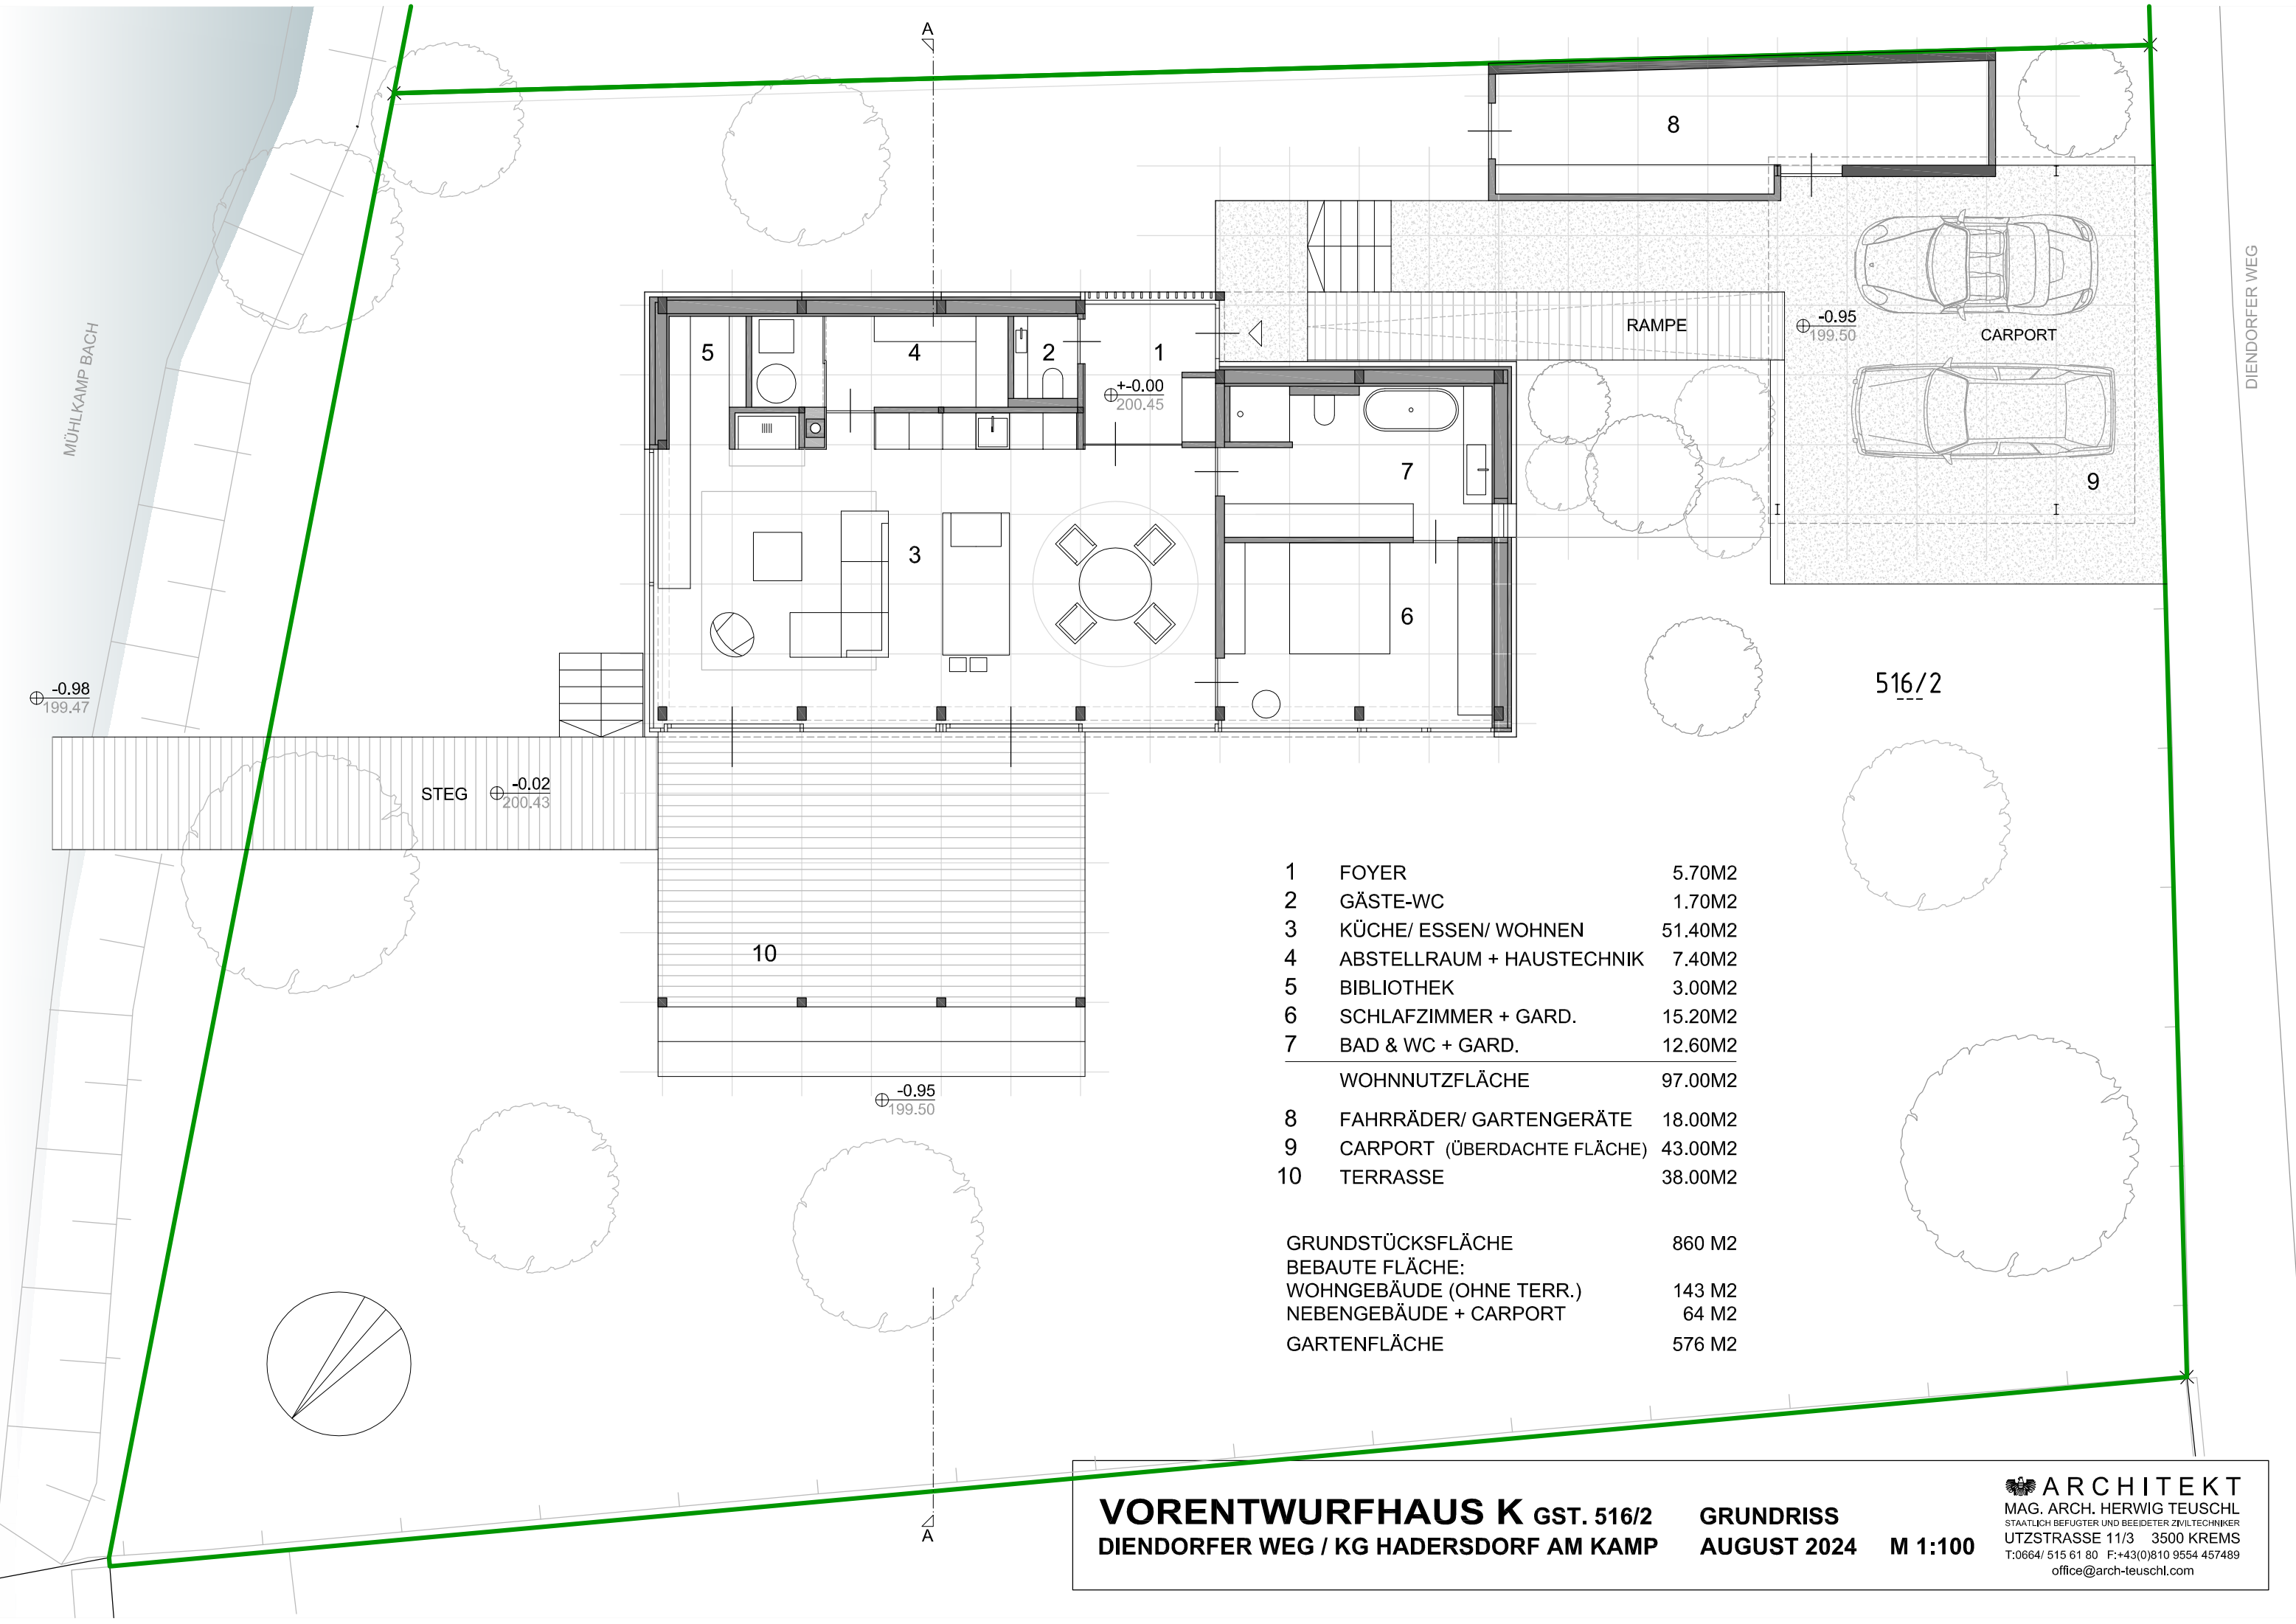 A
8
MÜHLKAMP BACH
DIENDORFER WEG
5
4
2
1
+-0.00
200.45
RAMPE
-0.95
199.50
CARPORT
9
7
3
6
516/2
-0.98
199.47
STEG
-0.02
200.43
10
-0.95
199.50
1 FOYER 5.70M2
2 GÄSTE-WC 1.70M2
3 KÜCHE/ ESSEN/ WOHNEN 51.40M2
4 ABSTELLRAUM + HAUSTECHNIK 7.40M2
5 BIBLIOTHEK 3.00M2
6 SCHLAFZIMMER + GARD. 15.20M2
7 BAD & WC + GARD. 12.60M2
WOHNNUTZFLÄCHE 97.00M2
8 FAHRRÄDER/ GARTENGERÄTE 18.00M2
9 CARPORT (ÜBERDACHTE FLÄCHE) 43.00M2
10 TERRASSE 38.00M2
GRUNDSTÜCKSFLÄCHE 860 M2
BEBAUTE FLÄCHE:
WOHNGEBÄUDE (OHNE TERR.) 143 M2
NEBENGEBÄUDE + CARPORT 64 M2
GARTENFLÄCHE 576 M2
A
VORENTWURFHAUS K GST. 516/2 GRUNDRISS
DIENDORFER WEG / KG HADERSDORF AM KAMP AUGUST 2024 M 1:100
ARCHITEKT
MAG. ARCH. HERWIG TEUSCHL
STAATLICH BEFUGTER UND BEEIDETER ZIVILTECHNIKER
UTZSTRASSE 11/3 3500 KREMS
T:0664/ 515 61 80 F:+43(0)810 9554 457489
office@arch-teuschl.com